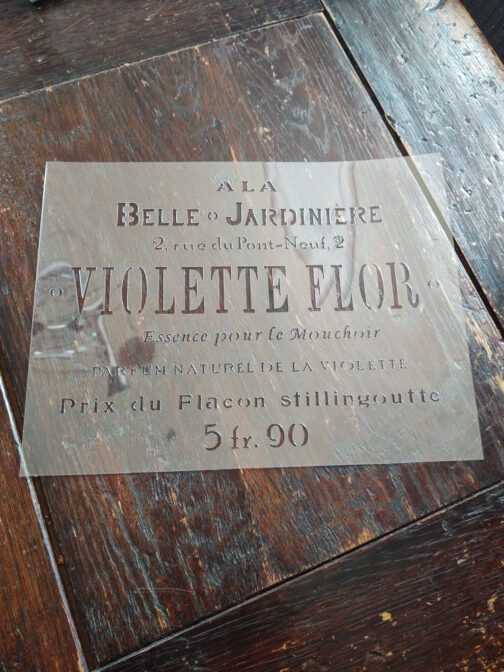 A LA
BELLE o JARDINIÈRE
2, rue du Pont-Neuf, 2
o VIOLETTE FLOR o
Essence pour le Mouchoir
PARFUM NATUREL DE LA VIOLETTE
Prix du Flacon stillingoutte
5 fr. 90